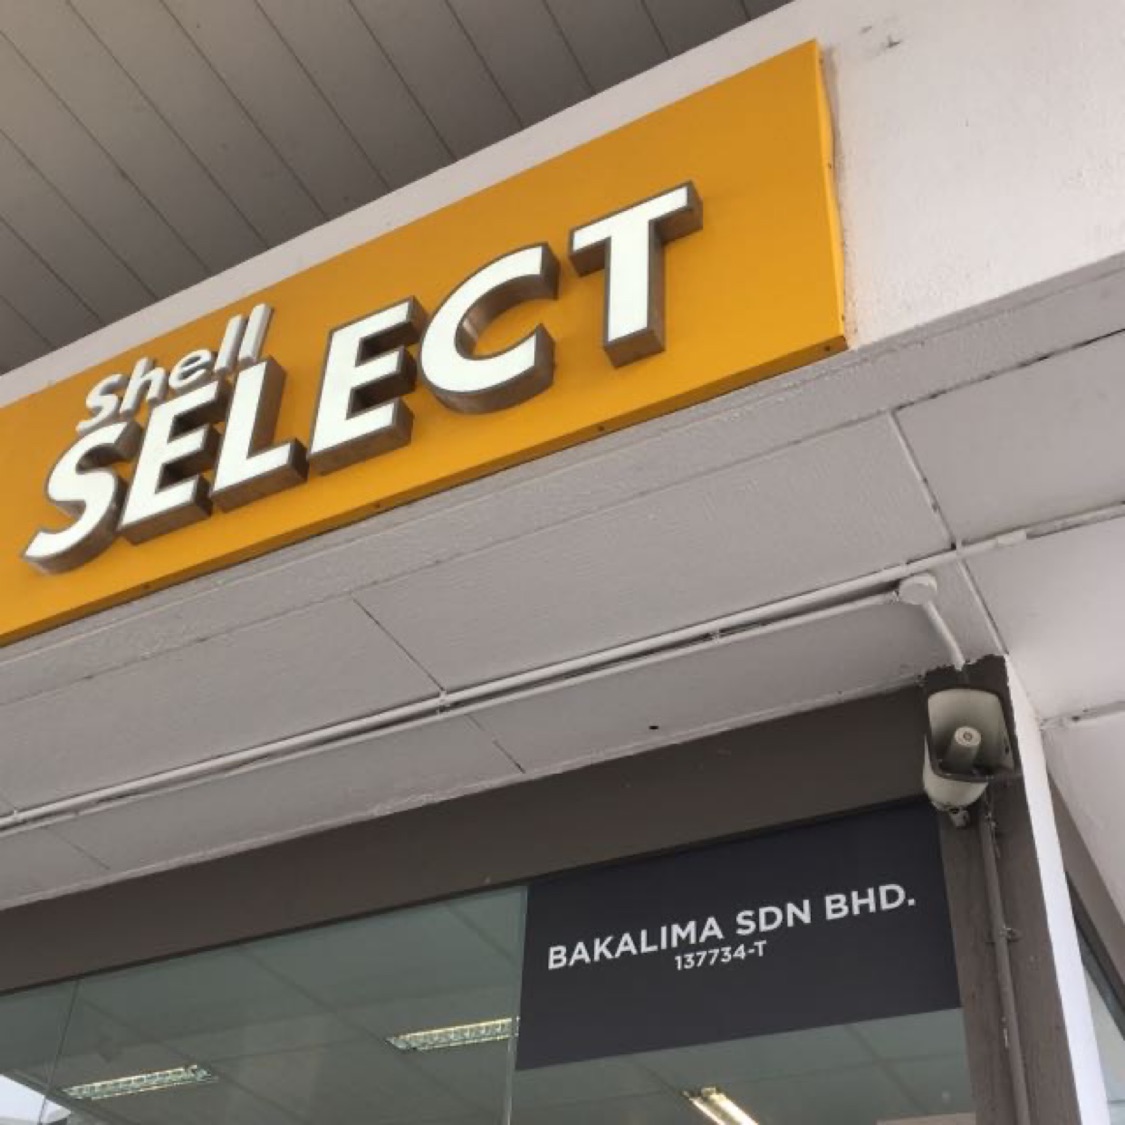 Shell
SELECT
BAKALIMA SDN BHD.
137734-T